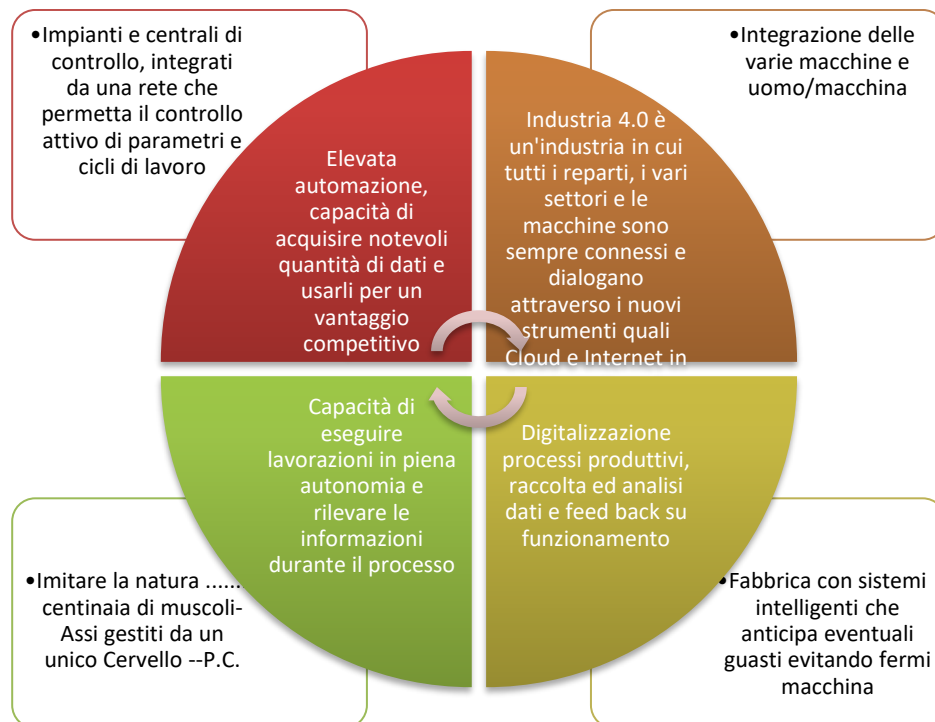 •Impianti e centrali di
controllo, integrati
da una rete che
permetta il controllo
attivo di parametri e
cicli di lavoro
•Integrazione delle
varie macchine e
uomo/macchina
Elevata
automazione,
capacità di
acquisire notevoli
quantità di dati e
usarli per un
vantaggio
competitivo
Industria 4.0 è
un'industria in cui
tutti i reparti, i vari
settori e le
macchine sono
sempre connessi e
dialogano
attraverso i nuovi
strumenti quali
Cloud e Internet in
Capacità di
eseguire
lavorazioni in piena
autonomia e
rilevare le
informazioni
durante il processo
Digitalizzazione
processi produttivi,
raccolta ed analisi
dati e feed back su
funzionamento
•Imitare la natura ......
centinaia di muscoli-
Assi gestiti da un
unico Cervello --P.C.
•Fabbrica con sistemi
intelligenti che
anticipa eventuali
guasti evitando fermi
macchina